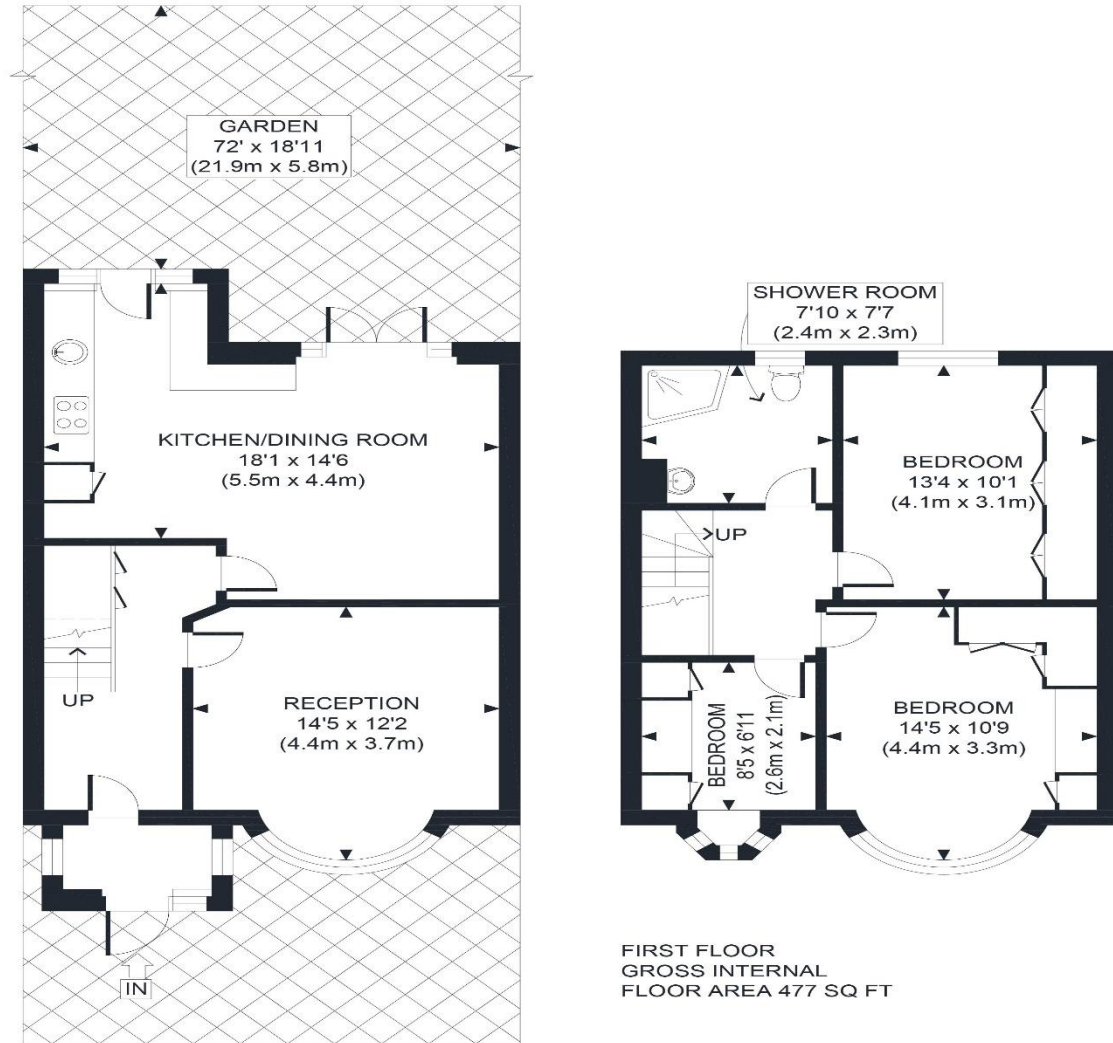 GARDEN
72' x 18'11
(21.9m x 5.8m)
KITCHEN/DINING ROOM
18'1 x 14'6
(5.5m x 4.4m)
UP
RECEPTION
14'5 x 12'2
(4.4m x 3.7m)
IN
SHOWER ROOM
7'10 x 7'7
(2.4m x 2.3m)
BEDROOM
13'4 x 10'1
(4.1m x 3.1m)
UP
BEDROOM
8'5 x 6'11
(2.6m x 2.1m)
BEDROOM
14'5 x 10'9
(4.4m x 3.3m)
FIRST FLOOR
GROSS INTERNAL
FLOOR AREA 477 SQ FT